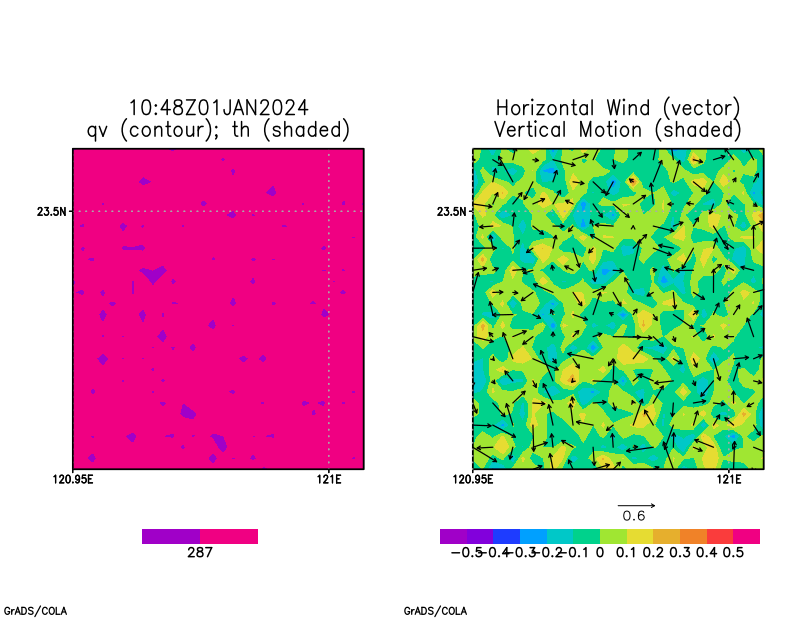 10:48Z01JAN2024
qv (contour); th (shaded)
23.5N
120.95E 121E
287
Horizontal Wind (vector)
Vertical Motion (shaded)
23.5N
120.95E 121E
0.6
-0.5 -0.4 -0.3 -0.2 -0.1 0 0.1 0.2 0.3 0.4 0.5
GrADS/COLA
GrADS/COLA